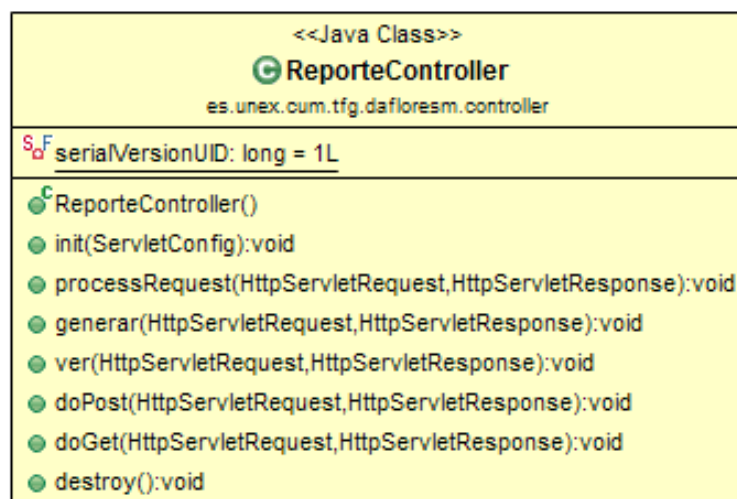 <<Java Class>>
C ReporteController
es.unex.cum.tfg.dafloresm.controller
S F serialVersionUID: long = 1L
C ReporteController()
init(ServletConfig):void
processRequest(HttpServletRequest,HttpServletResponse):void
generar(HttpServletRequest,HttpServletResponse):void
ver(HttpServletRequest,HttpServletResponse):void
doPost(HttpServletRequest,HttpServletResponse):void
doGet(HttpServletRequest,HttpServletResponse):void
destroy():void